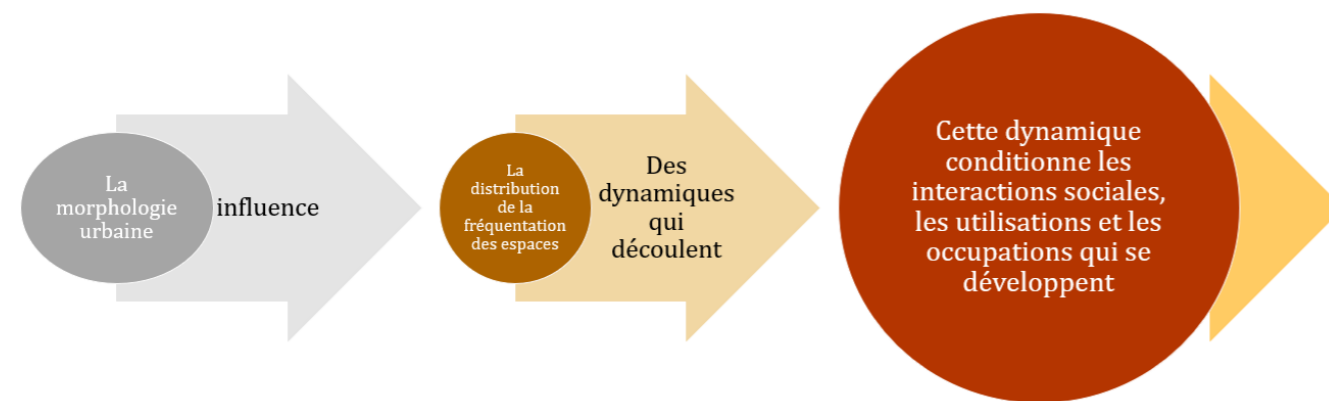 La
morphologie
urbaine
influence
La
distribution
de la
fréquentation
des espaces
Des
dynamiques
qui
découlent
Cette dynamique
conditionne les
interactions sociales,
les utilisations et les
occupations qui se
développent